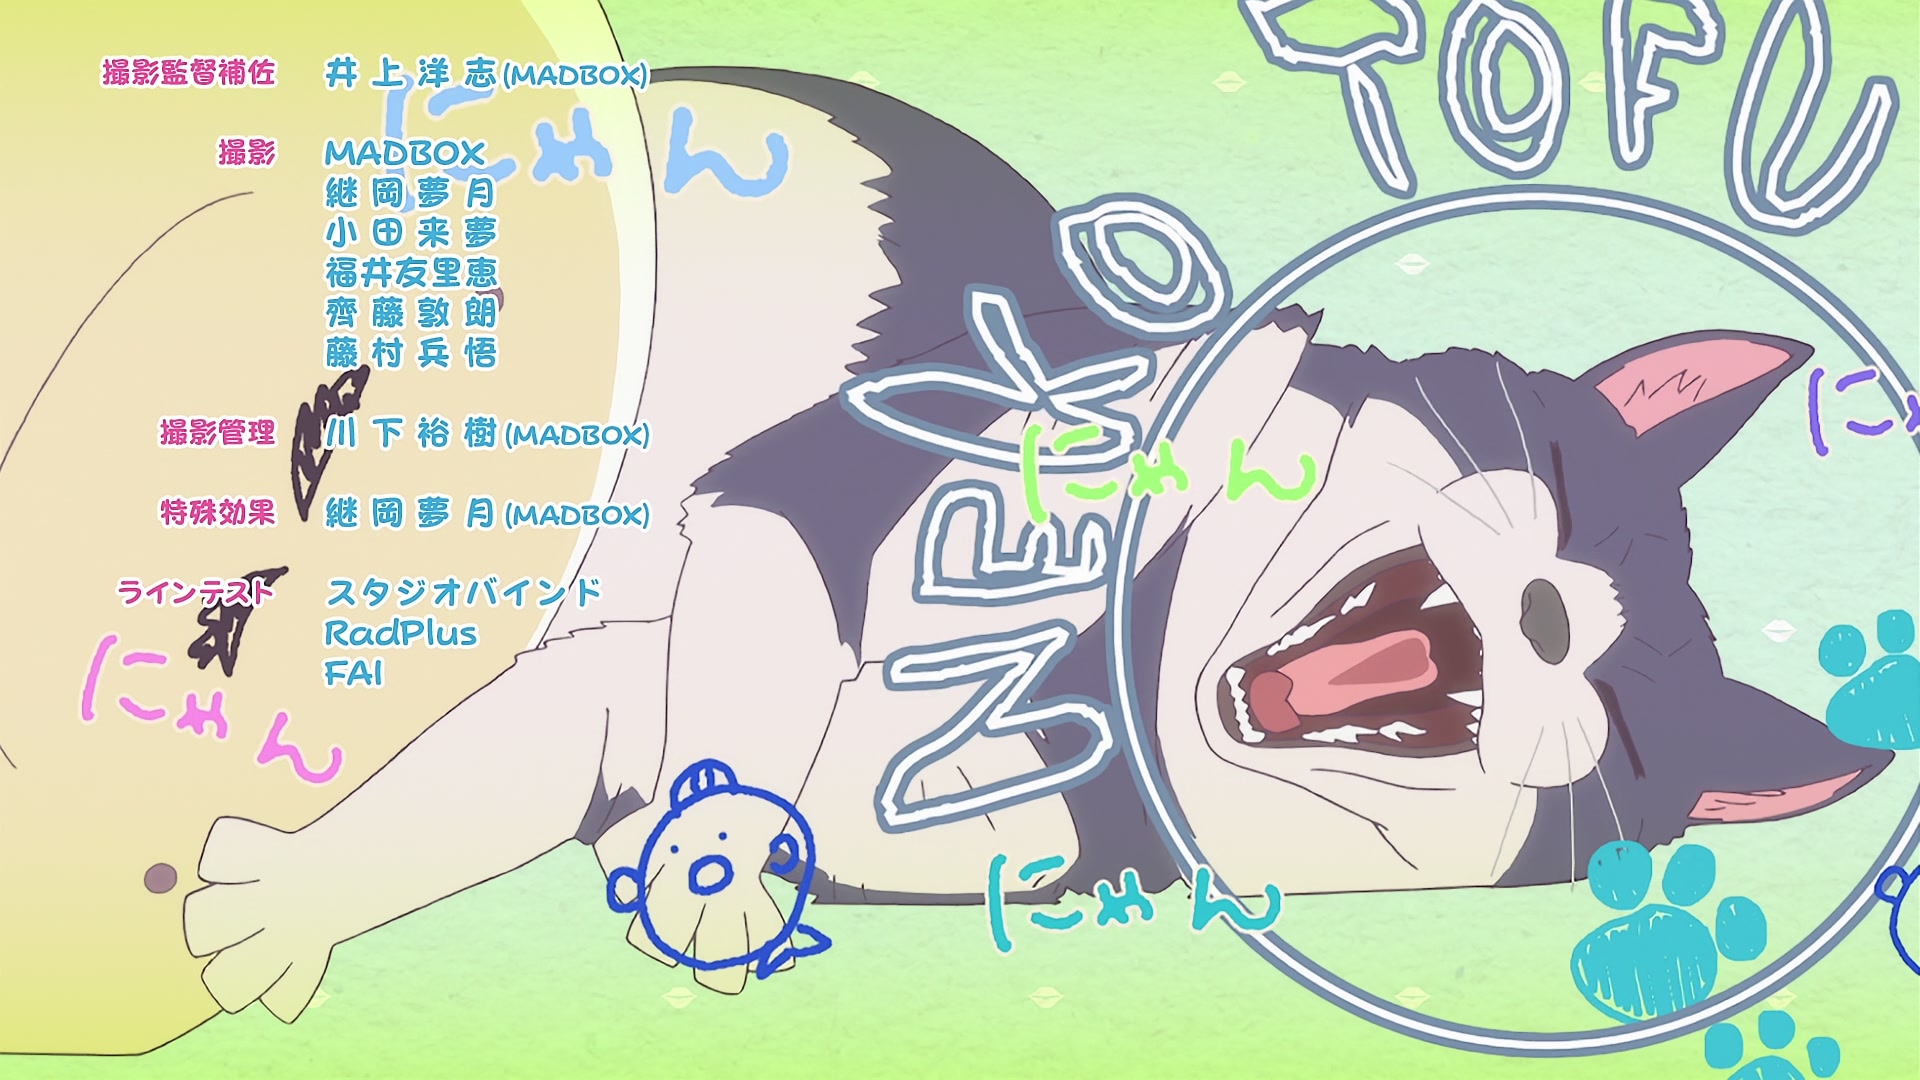 撮影監督補佐 井上洋志(MADBOX)
撮影 MADBOX
継岡夢月
小田来夢
福井友里恵
齊藤敦朗
藤村兵悟
撮影管理 川下裕樹(MADBOX)
特殊効果 継岡夢月(MADBOX)
ラインテスト スタジオバインド
RadPlus
FAI
にゃん
NEKO
TOFU
にゃん
にゃ
にゃん
にゃん